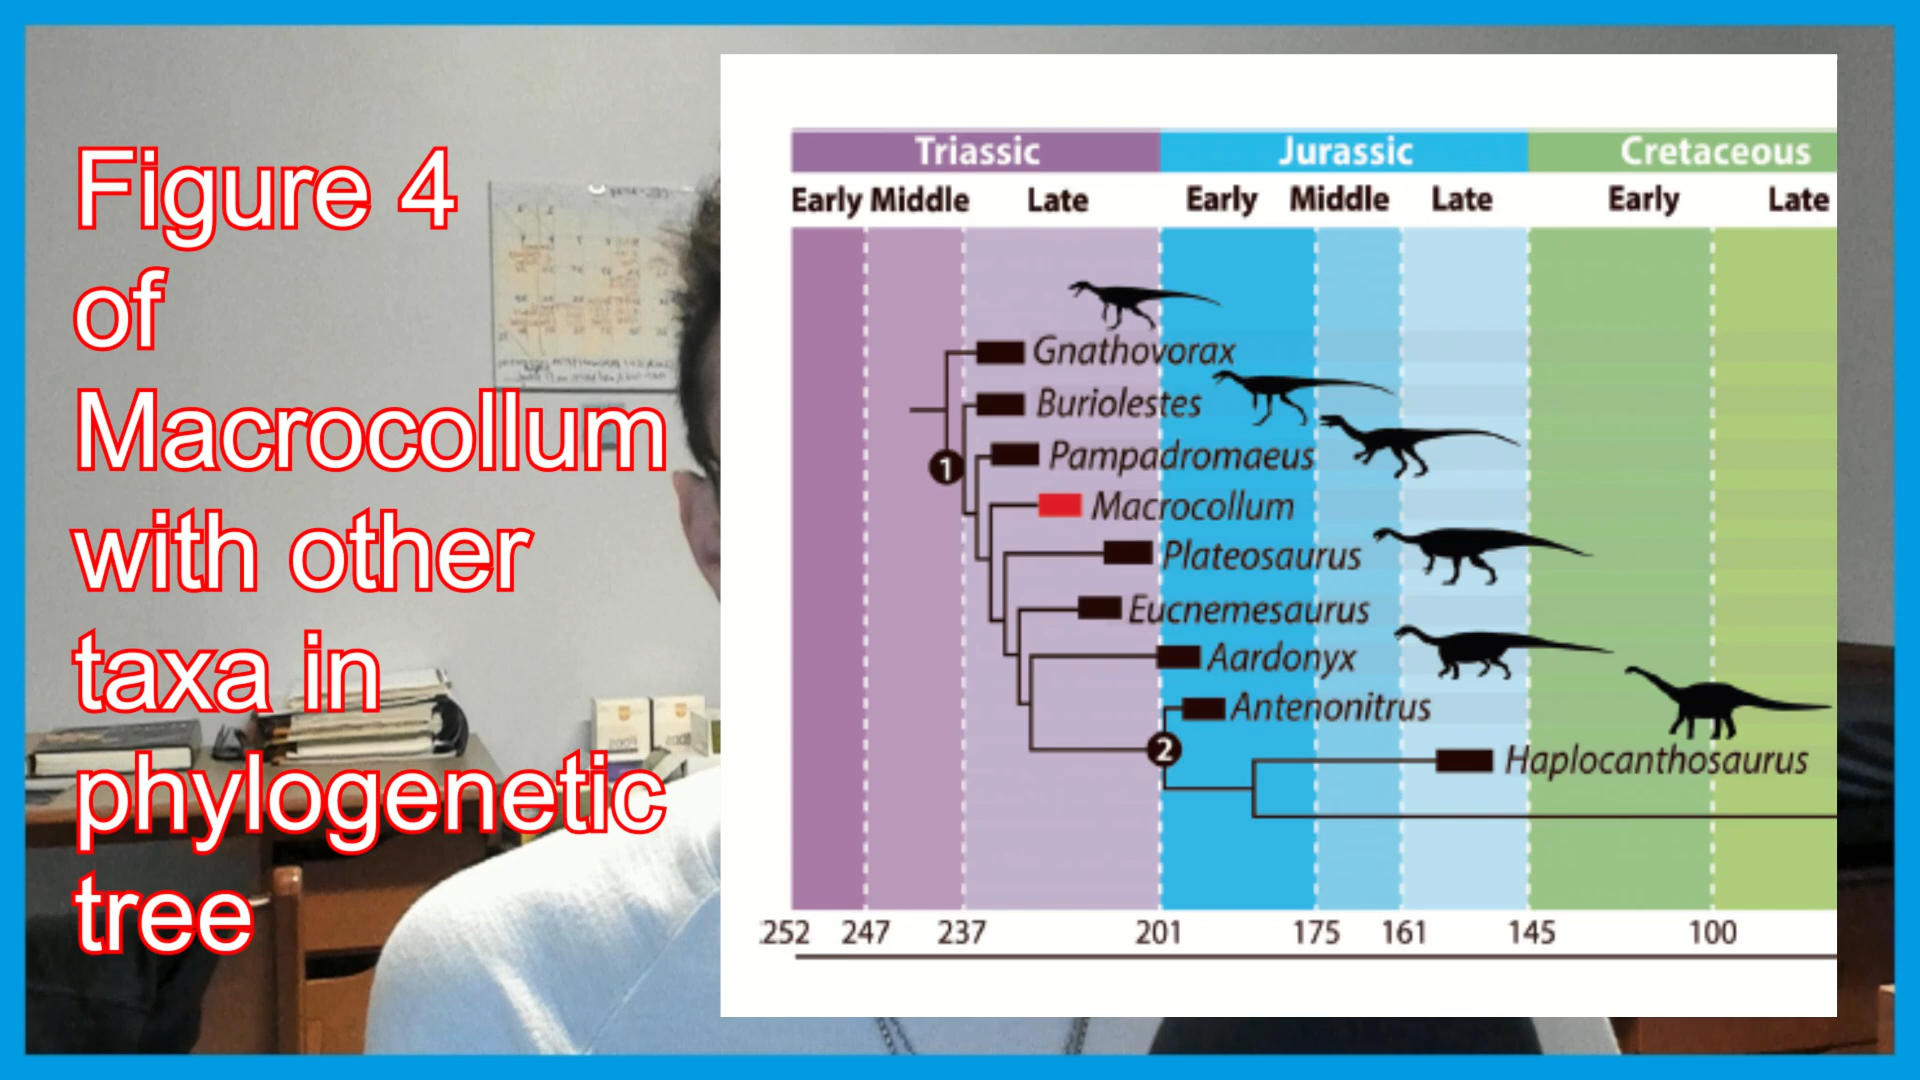 Figure 4
of
Macrocollum
with other
taxa in
phylogenetic
tree
Triassic Jurassic Cretaceous
Early Middle Late Early Middle Late Early Late
Gnathovorax
Buriolestes
Pampadromaeus
1
Macrocollum
Plateosaurus
Eucnemesaurus
Aardonyx
Antenonitrus
2
Haplocanthosaurus
252 247 237 201 175 161 145 100